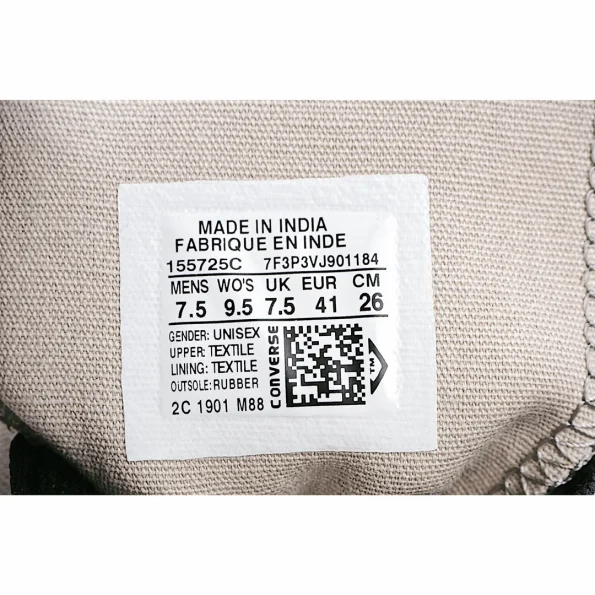 MADE IN INDIA
FABRIQUE EN INDE
155725C 7F3P3VJ901184
MENS WO'S UK EUR CM
7.5 9.5 7.5 41 26
GENDER: UNISEX
UPPER: TEXTILE
LINING: TEXTILE
OUTSOLE: RUBBER
2C 1901 M88
CONVERSE
TM